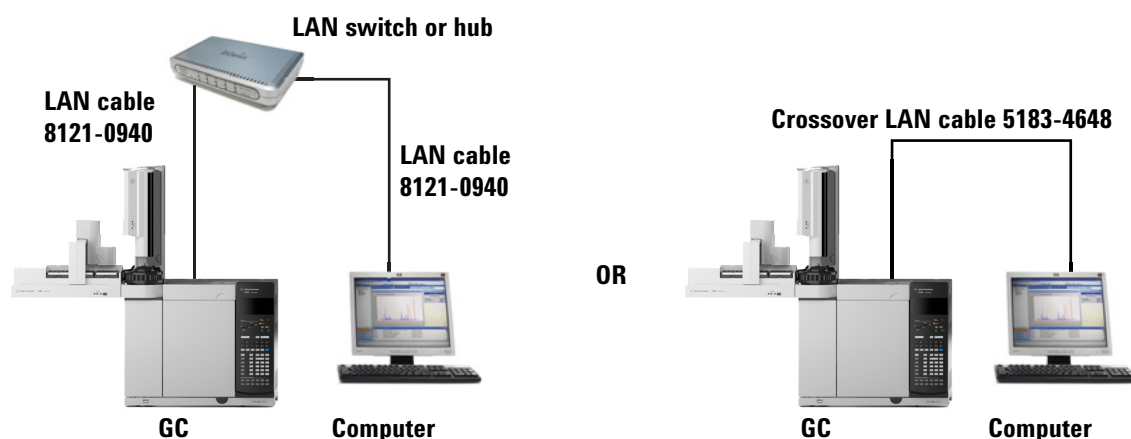 LAN switch or hub
LAN cable
8121-0940
LAN cable
8121-0940
GC
Computer
OR
Crossover LAN cable 5183-4648
GC
Computer